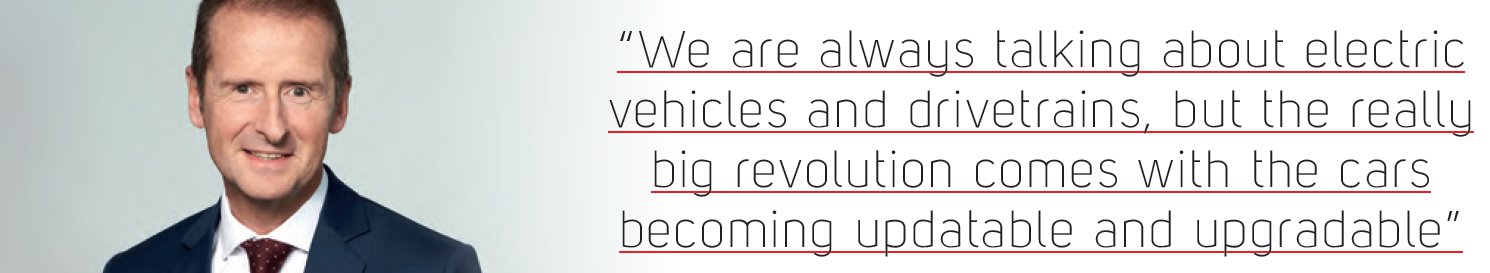 “We are always talking about electric
vehicles and drivetrains, but the really
big revolution comes with the cars
becoming updatable and upgradable”